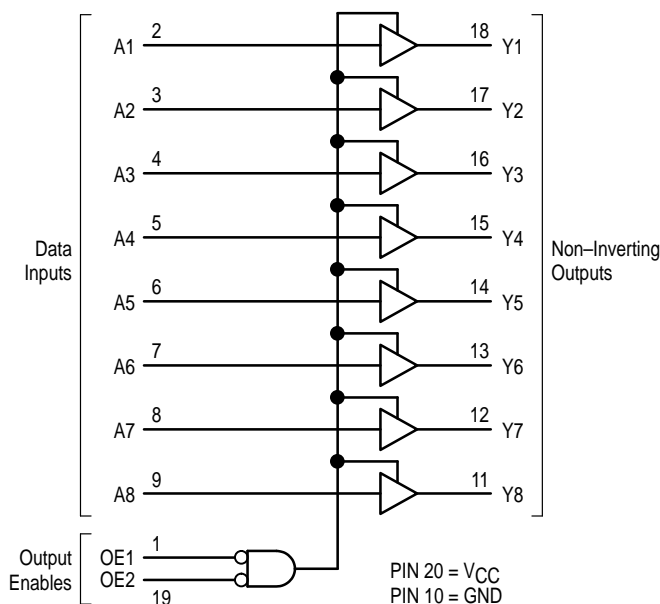 A1 2 18 Y1
A2 3 17 Y2
A3 4 16 Y3
A4 5 15 Y4
Data
Inputs
Non–Inverting
Outputs
A5 6 14 Y5
A6 7 13 Y6
A7 8 12 Y7
A8 9 11 Y8
Output
Enables
OE1 1
OE2 19
PIN 20 = VCC
PIN 10 = GND